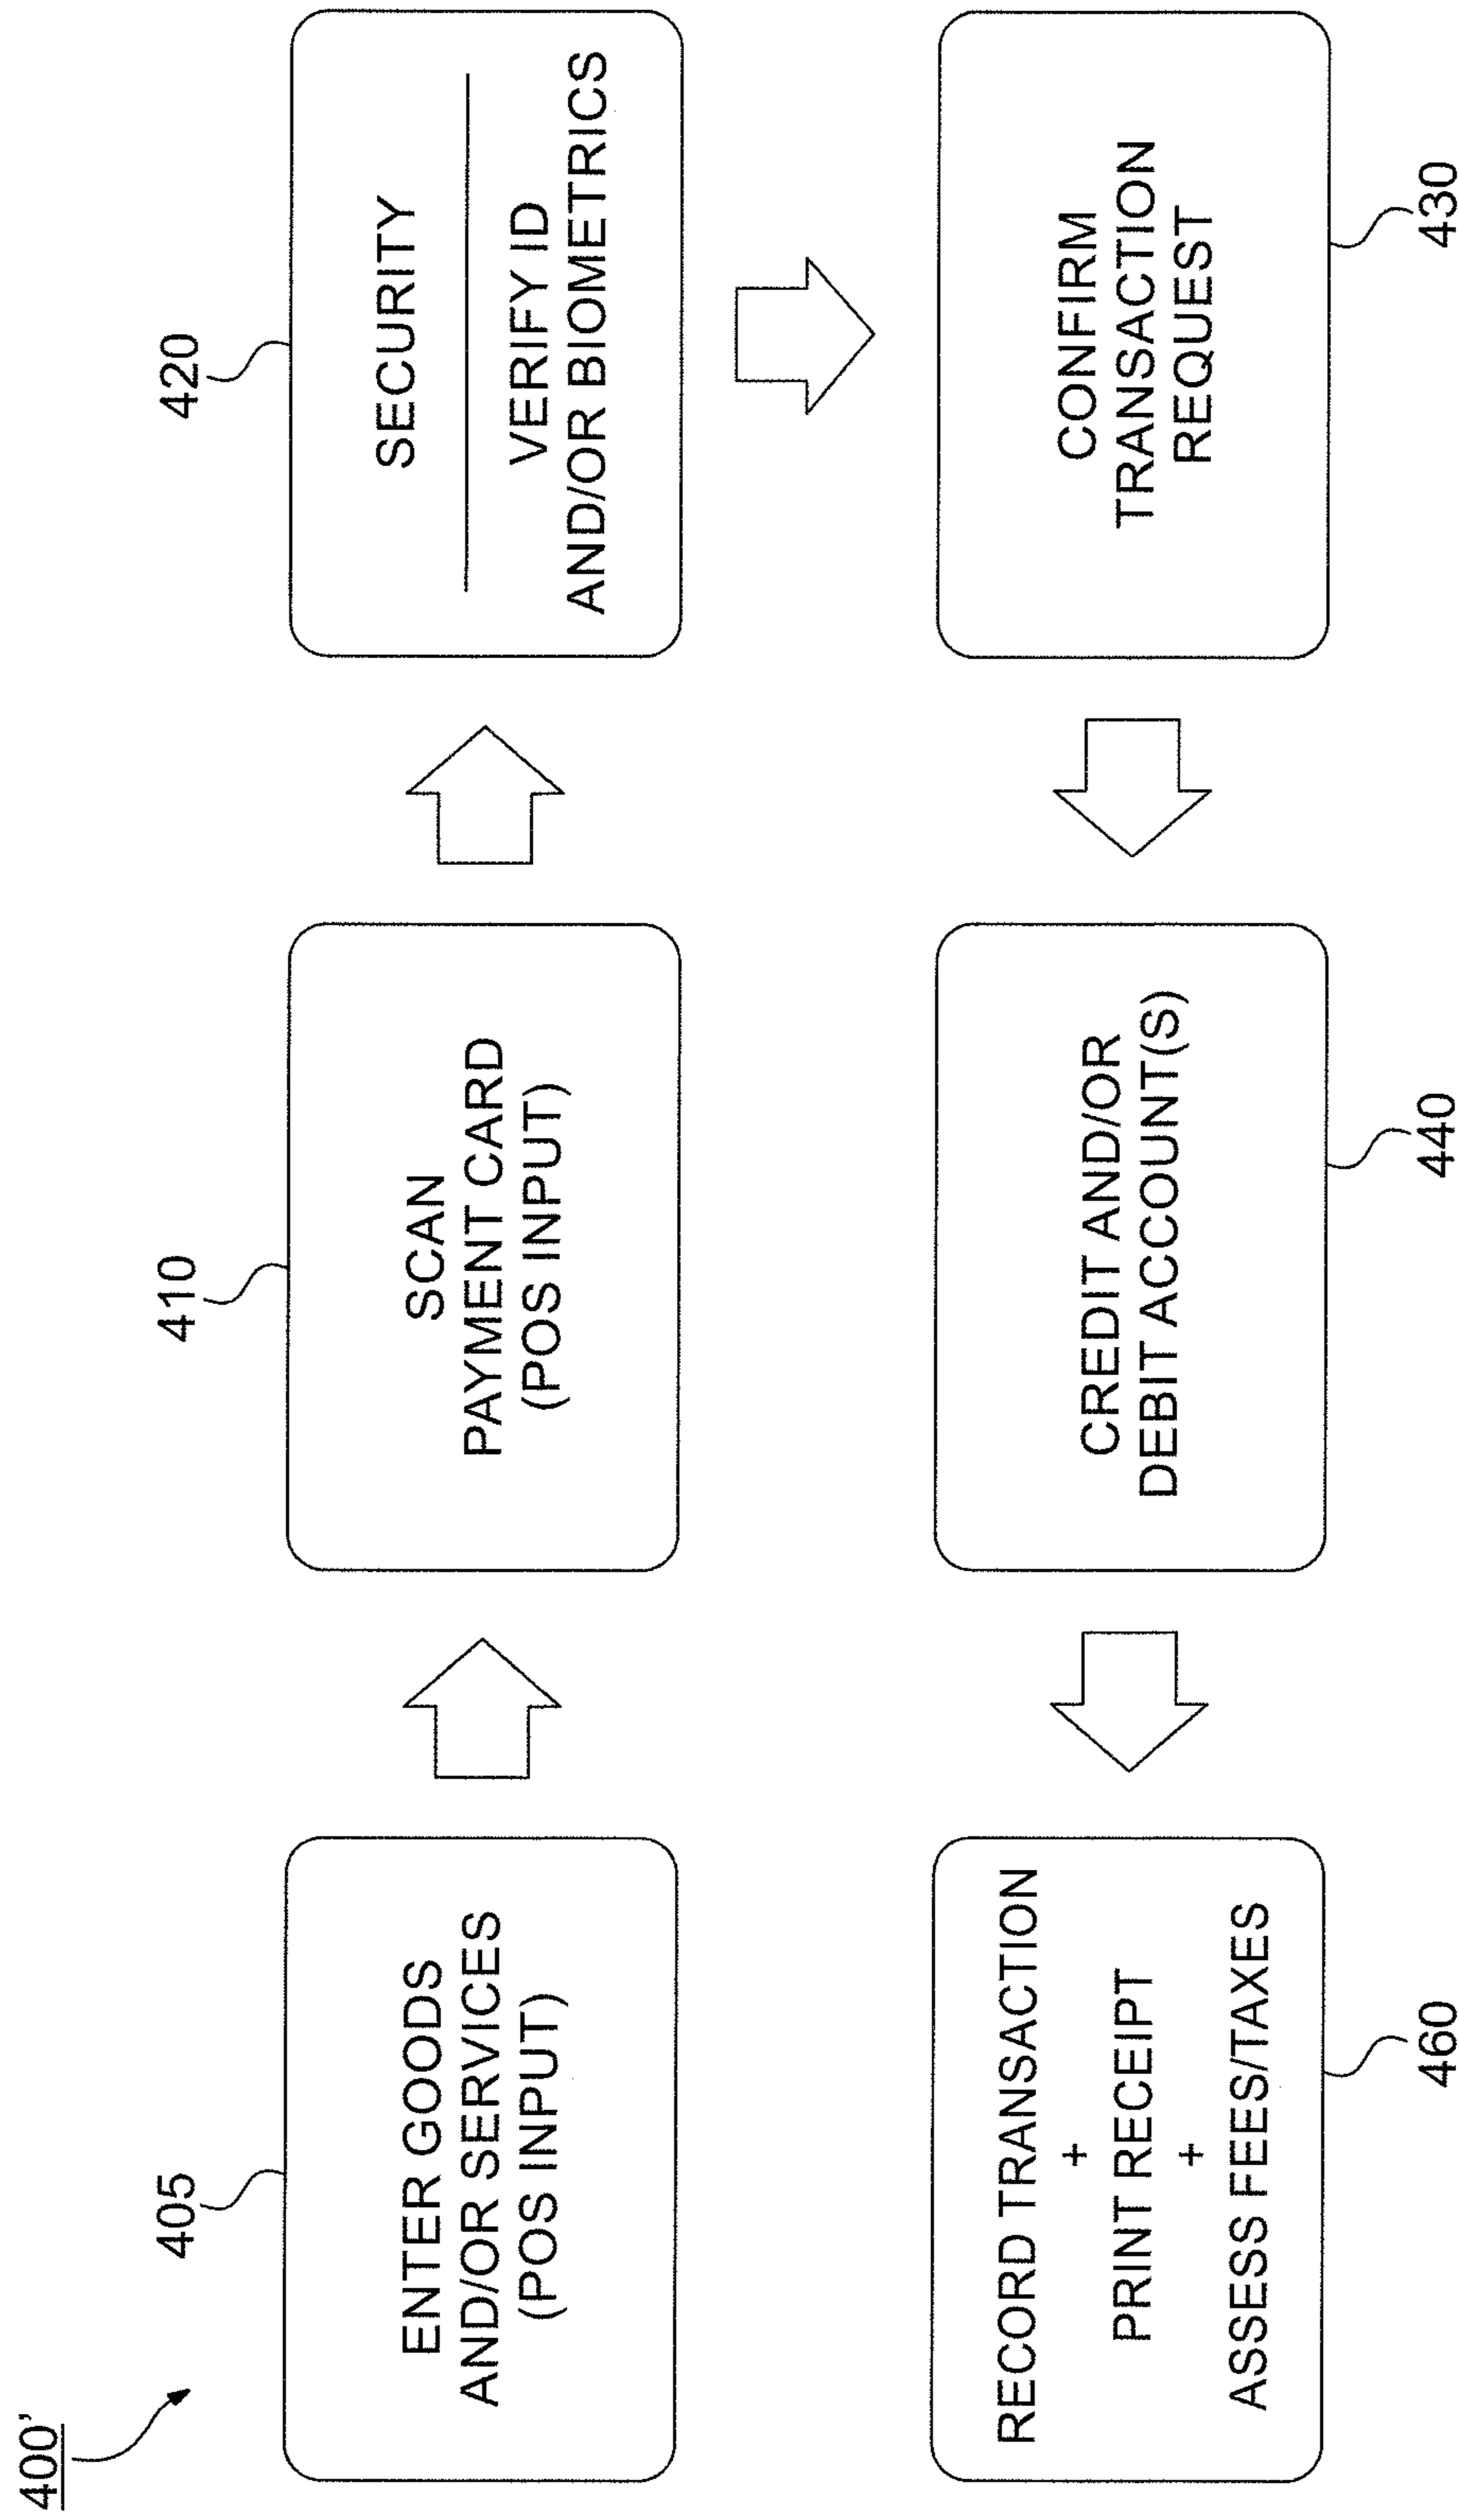 400'
405
ENTER GOODS
AND/OR SERVICES
(POS INPUT)
410
SCAN
PAYMENT CARD
(POS INPUT)
420
SECURITY
VERIFY ID
AND/OR BIOMETRICS
CONFIRM
TRANSACTION
REQUEST
430
CREDIT AND/OR
DEBIT ACCOUNT(S)
440
RECORD TRANSACTION
+
PRINT RECEIPT
+
ASSESS FEES/TAXES
460